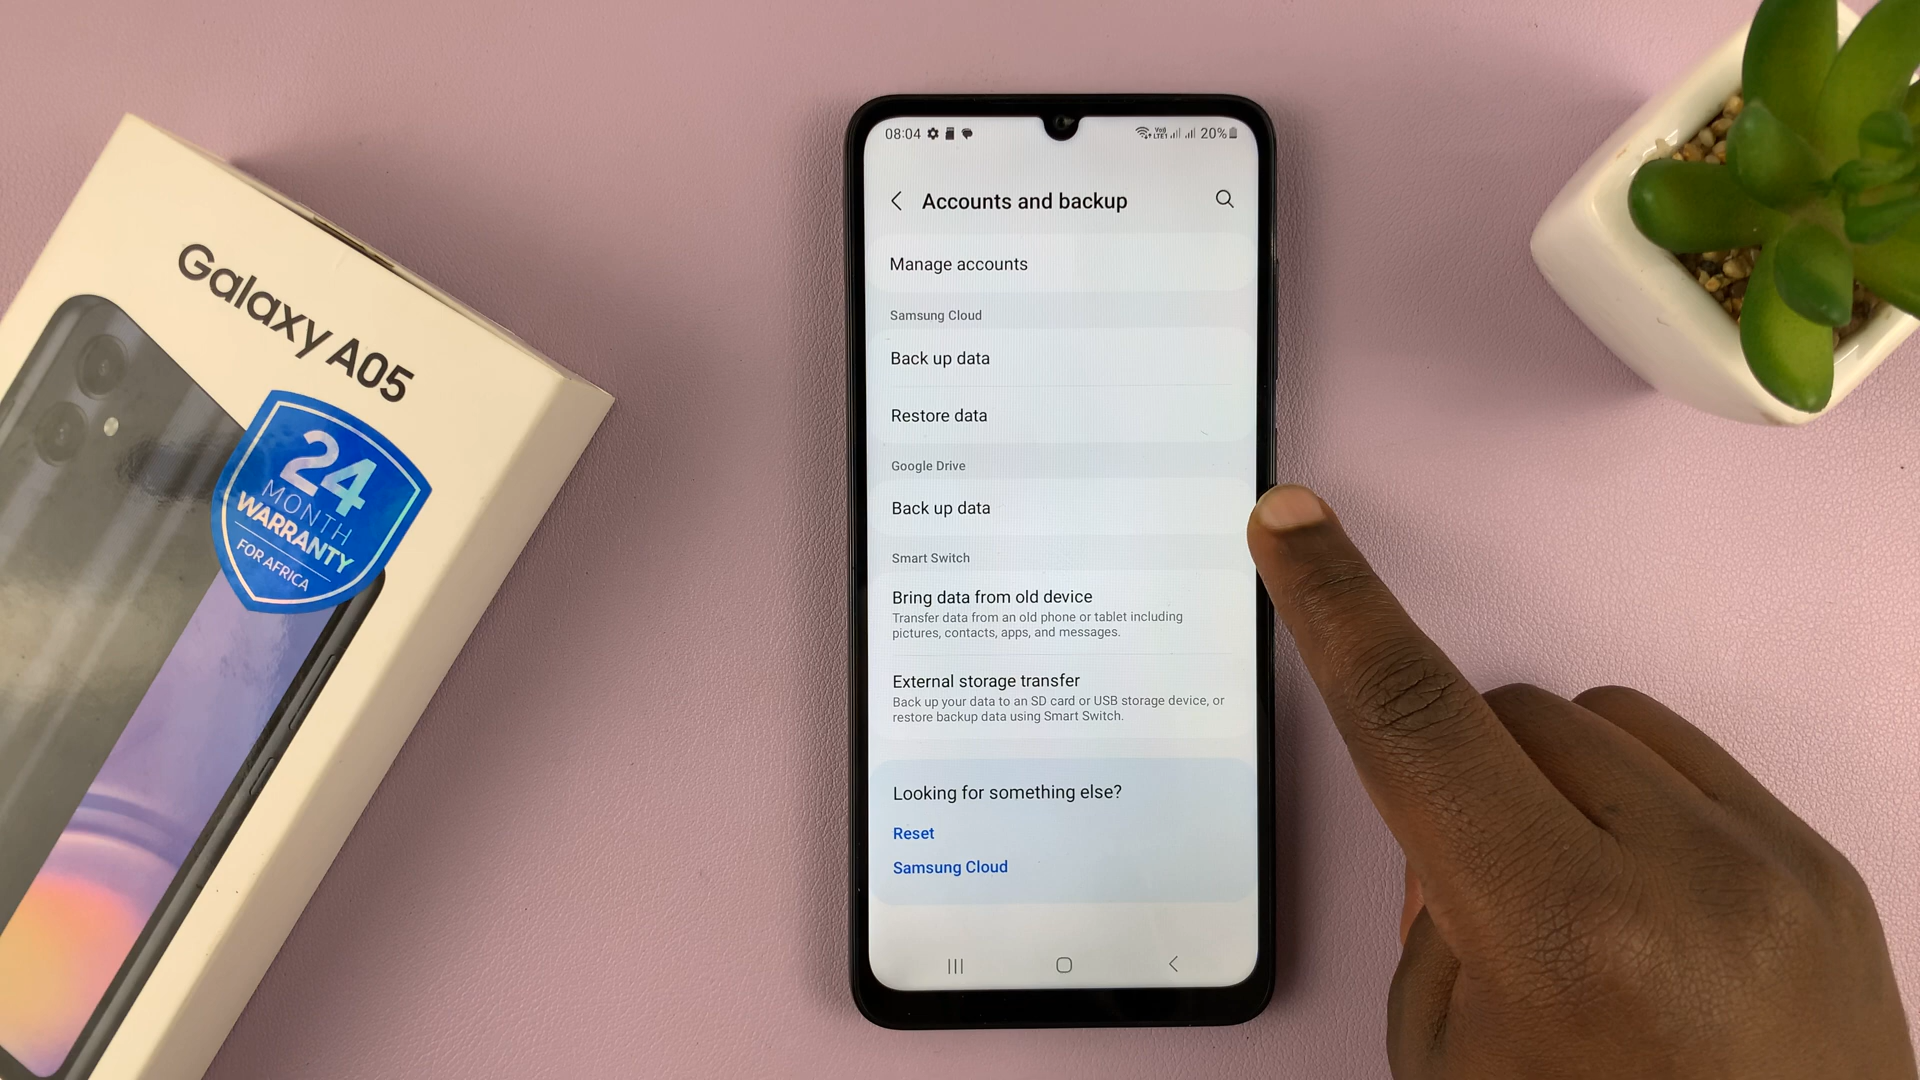 Galaxy A05
24
MONTH
WARRANTY
FOR AFRICA
08:04
20%
Accounts and backup
Manage accounts
Samsung Cloud
Back up data
Restore data
Google Drive
Back up data
Smart Switch
Bring data from old device
Transfer data from an old phone or tablet including
pictures, contacts, apps, and messages.
External storage transfer
Back up your data to an SD card or USB storage device, or
restore backup data using Smart Switch.
Looking for something else?
Reset
Samsung Cloud